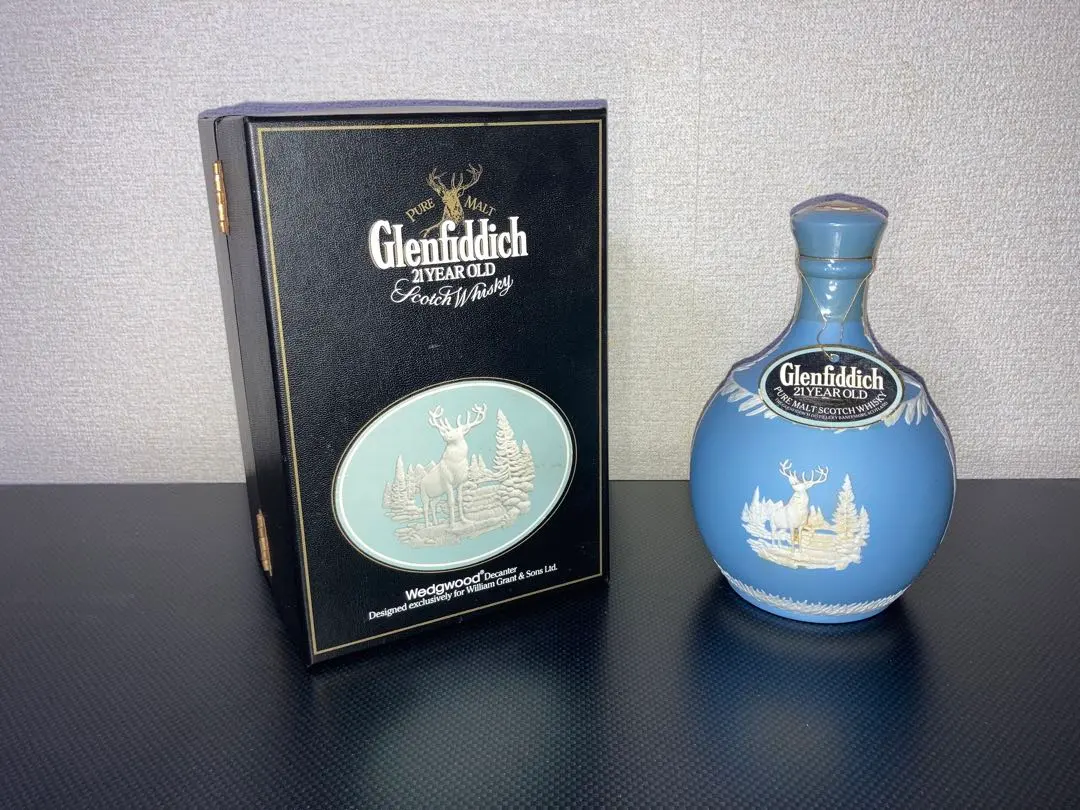 PURE MALT
Glenfiddich
21 YEAR OLD
Scotch Whisky
Wedgwood® Decanter
Designed exclusively for William Grant & Sons Ltd.
Glenfiddich
21 YEAR OLD
PURE MALT SCOTCH WHISKY